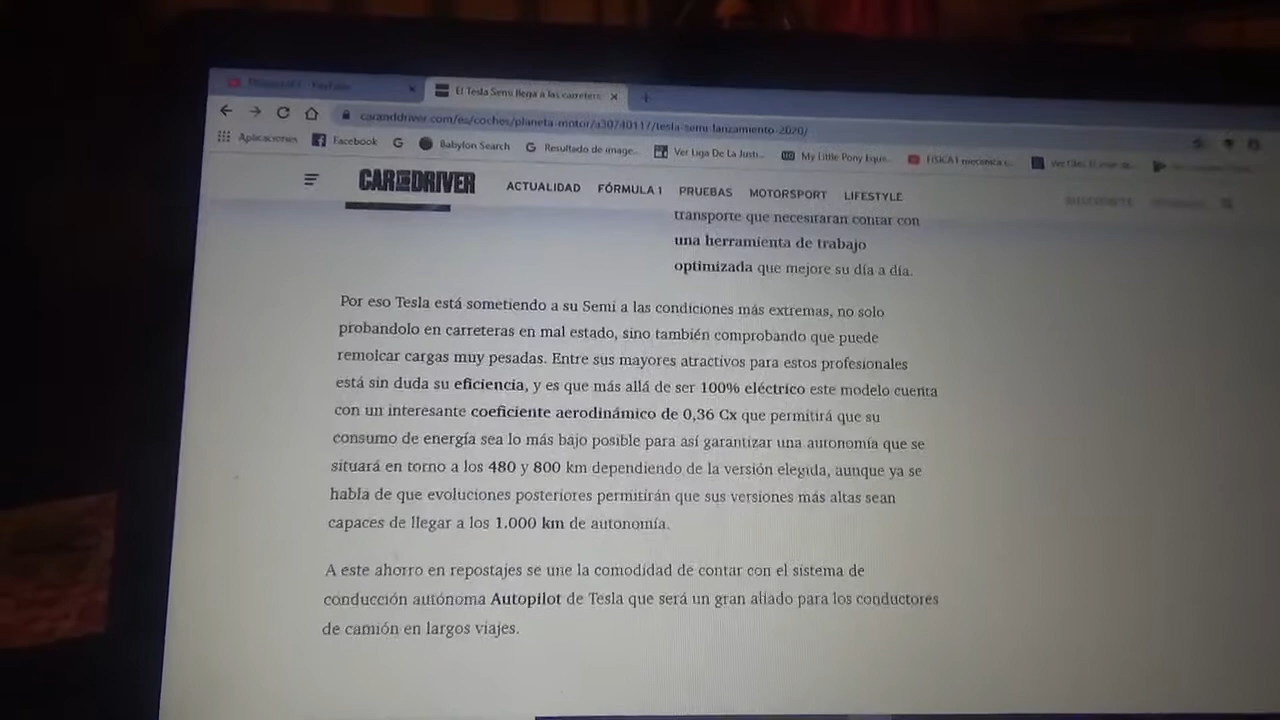 El Tesla Semi llega a las carreteras
caranddriver.com/es/coches/planeta-motor/a30740117/tesla-semi-lanzamiento-2020/
Aplicaciones Facebook Babylon Search Resultado de image... Ver Liga De La Justi... My Little Pony Eque... FISICA I mecanica
CAR AND DRIVER ACTUALIDAD FÓRMULA 1 PRUEBAS MOTORSPORT LIFESTYLE
transporte que necesitaran contar con
una herramienta de trabajo
optimizada que mejore su día a día.
Por eso Tesla está sometiendo a su Semi a las condiciones más extremas, no solo
probandolo en carreteras en mal estado, sino también comprobando que puede
remolcar cargas muy pesadas. Entre sus mayores atractivos para estos profesionales
está sin duda su eficiencia, y es que más allá de ser 100% eléctrico este modelo cuenta
con un interesante coeficiente aerodinámico de 0,36 Cx que permitirá que su
consumo de energía sea lo más bajo posible para así garantizar una autonomía que se
situará en torno a los 480 y 800 km dependiendo de la versión elegida, aunque ya se
habla de que evoluciones posteriores permitirán que sus versiones más altas sean
capaces de llegar a los 1.000 km de autonomía.
A este ahorro en repostajes se une la comodidad de contar con el sistema de
conducción autónoma Autopilot de Tesla que será un gran aliado para los conductores
de camión en largos viajes.